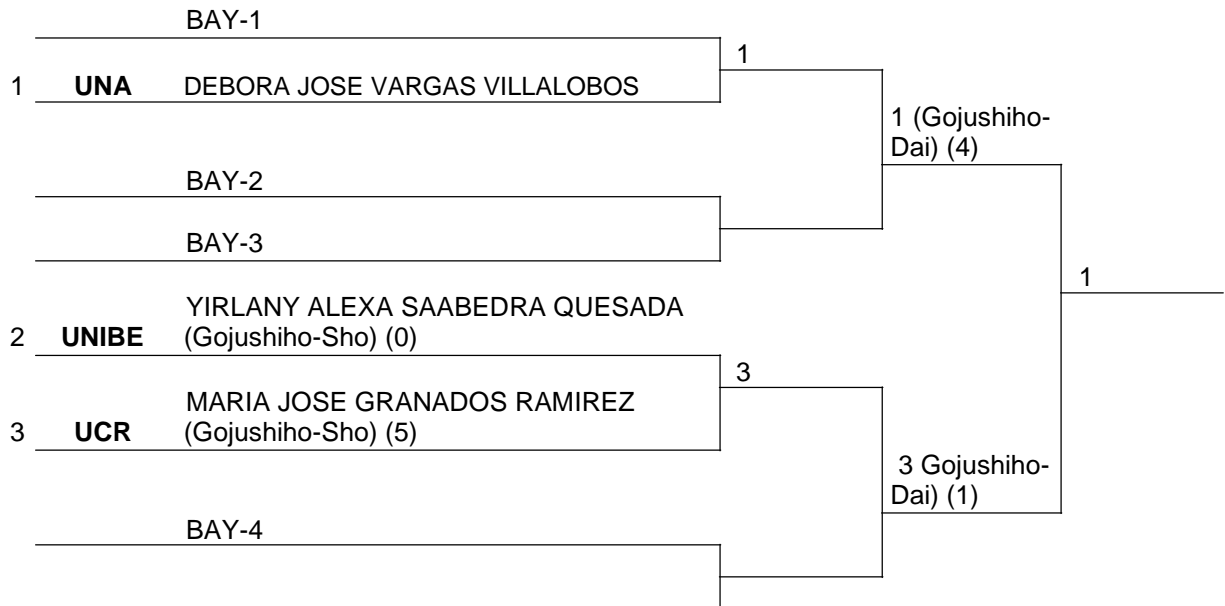 BAY-1
1
1 UNA DEBORA JOSE VARGAS VILLALOBOS
1 (Gojushiho-
Dai) (4)
BAY-2
BAY-3
1
YIRLANY ALEXA SAABEDRA QUESADA
2 UNIBE (Gojushiho-Sho) (0)
3
MARIA JOSE GRANADOS RAMIREZ
3 UCR (Gojushiho-Sho) (5)
3 Gojushiho-
Dai) (1)
BAY-4